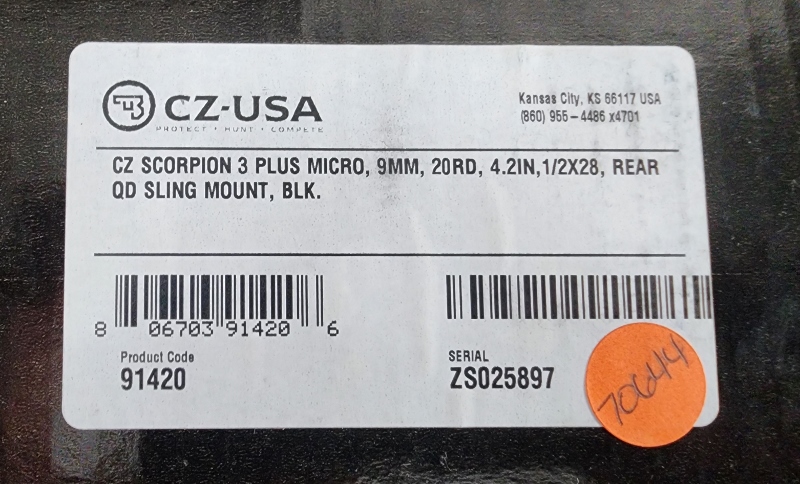 CZ-USA
PROTECT • HUNT • COMPETE
Kansas City, KS 66117 USA
(860) 955-4486 x4701
CZ SCORPION 3 PLUS MICRO, 9MM, 20RD, 4.2IN,1/2X28, REAR
QD SLING MOUNT, BLK.
8 06703 91420 6
Product Code
91420
SERIAL
ZS025897
70644